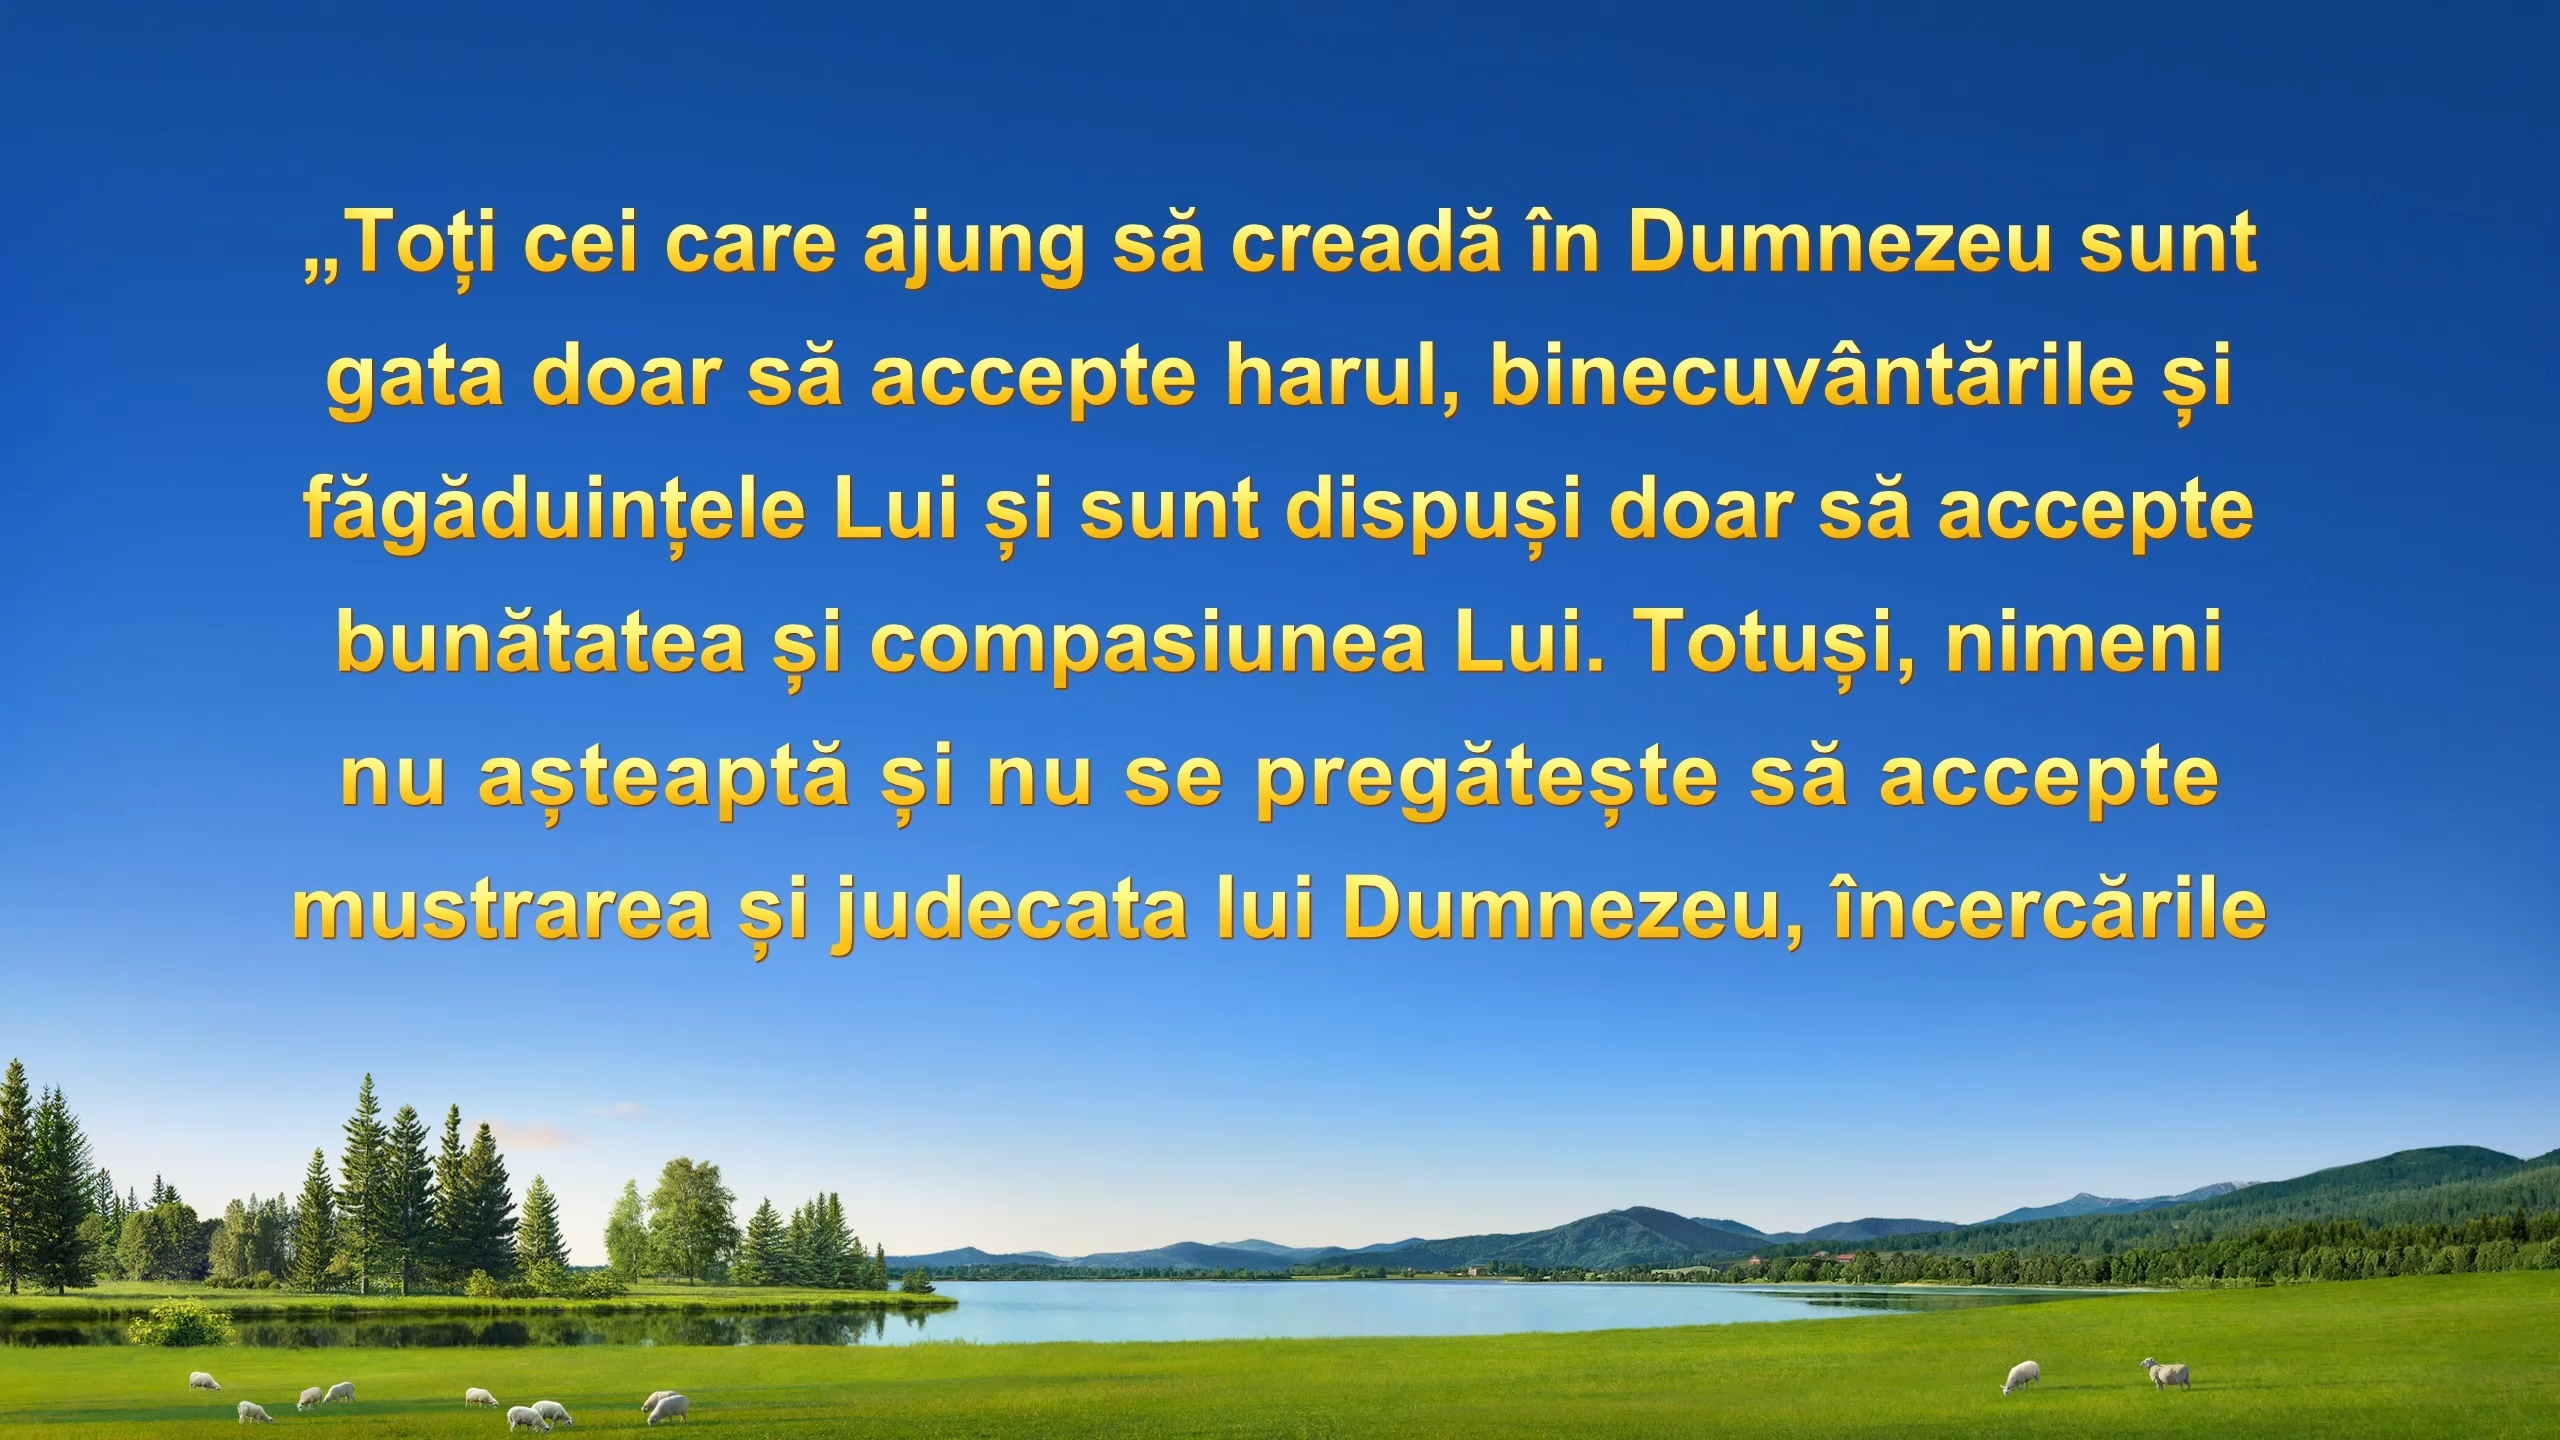 „Toți cei care ajung să creadă în Dumnezeu sunt
gata doar să accepte harul, binecuvântările și
făgăduințele Lui și sunt dispuși doar să accepte
bunătatea și compasiunea Lui. Totuși, nimeni
nu așteaptă și nu se pregătește să accepte
mustrarea și judecata lui Dumnezeu, încercările